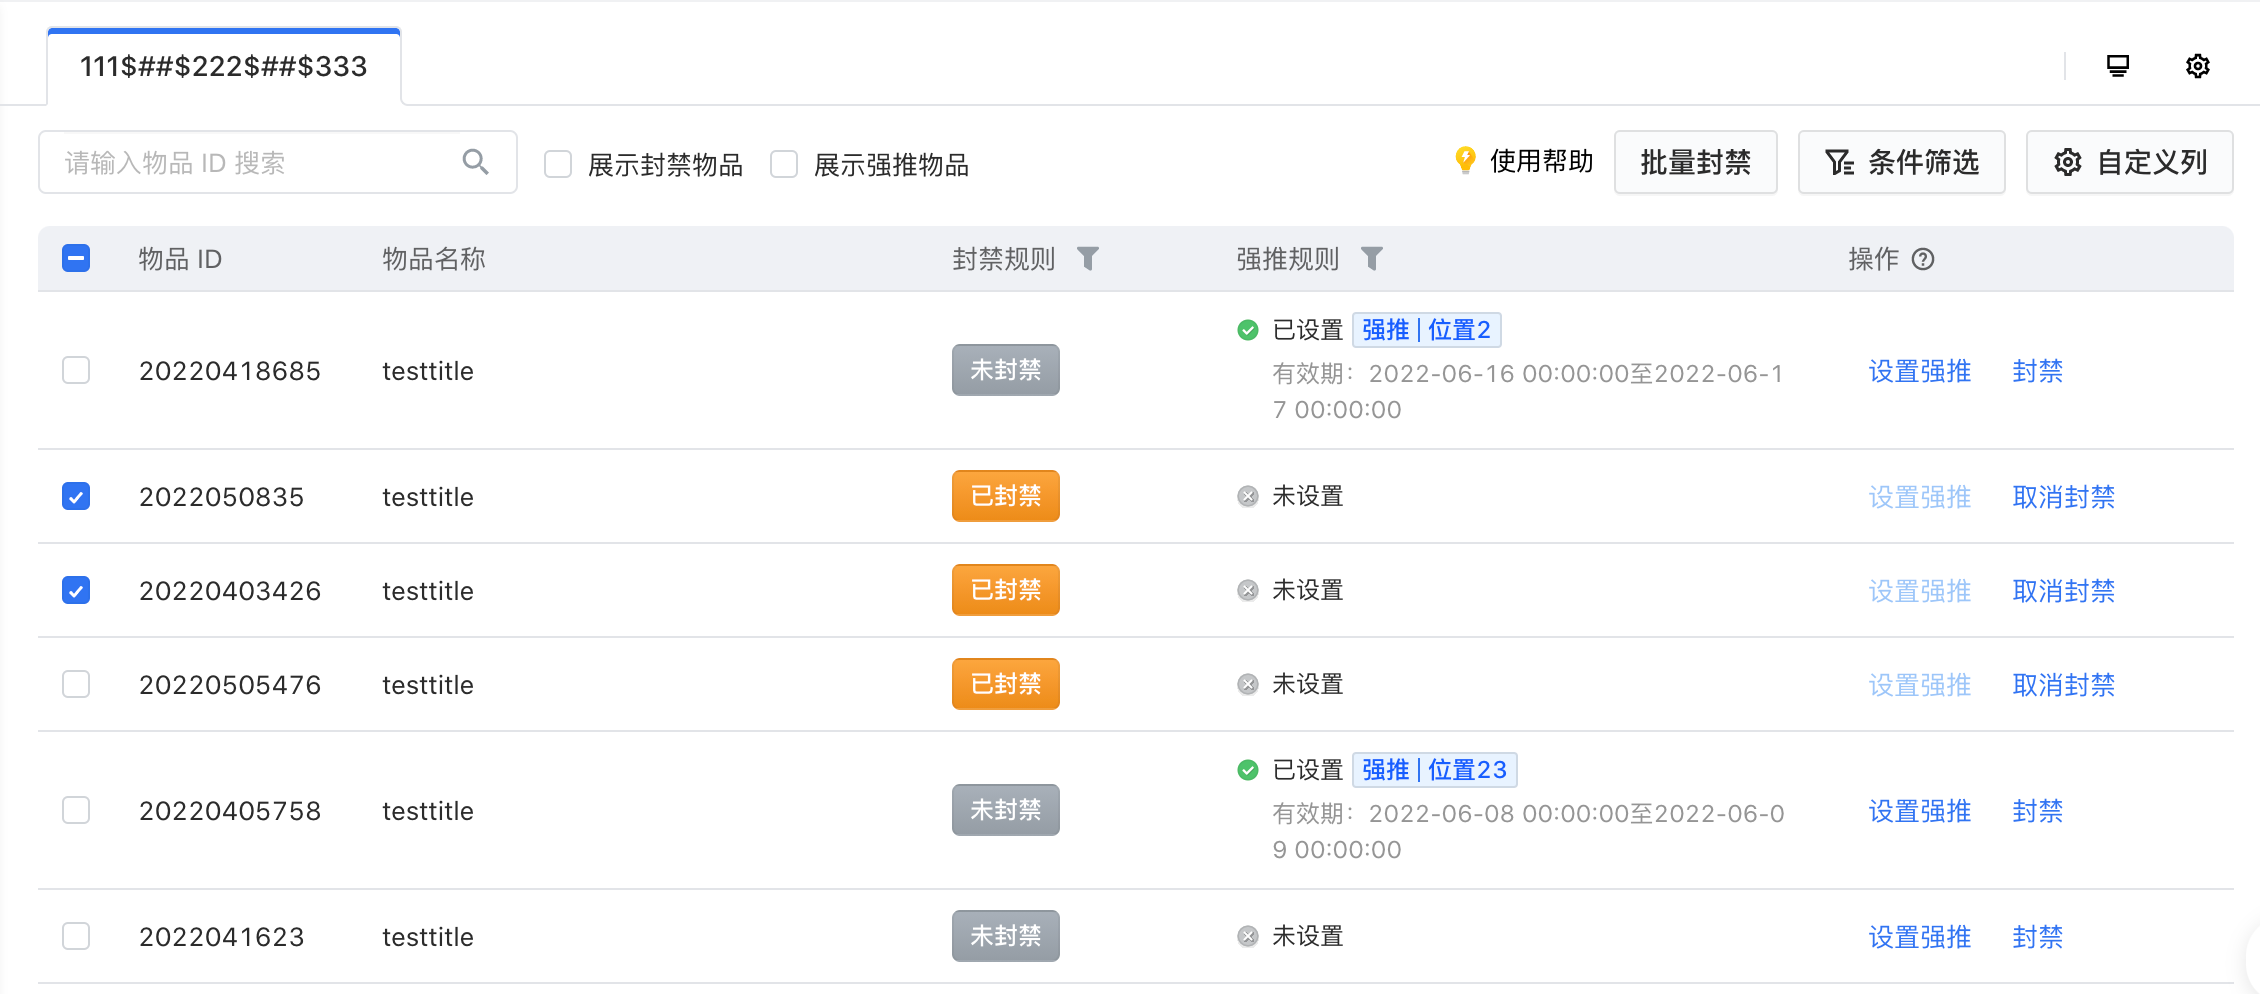 111$##$222$##$333
请输入物品 ID 搜索
展示封禁物品
展示强推物品
使用帮助
批量封禁
条件筛选
自定义列
物品 ID
物品名称
封禁规则
强推规则
操作
20220418685
testtitle
未封禁
已设置 强推 | 位置2
有效期：2022-06-16 00:00:00至2022-06-1
7 00:00:00
设置强推
封禁
2022050835
testtitle
已封禁
未设置
设置强推
取消封禁
20220403426
testtitle
已封禁
未设置
设置强推
取消封禁
20220505476
testtitle
已封禁
未设置
设置强推
取消封禁
20220405758
testtitle
未封禁
已设置 强推 | 位置23
有效期：2022-06-08 00:00:00至2022-06-0
9 00:00:00
设置强推
封禁
2022041623
testtitle
未封禁
未设置
设置强推
封禁